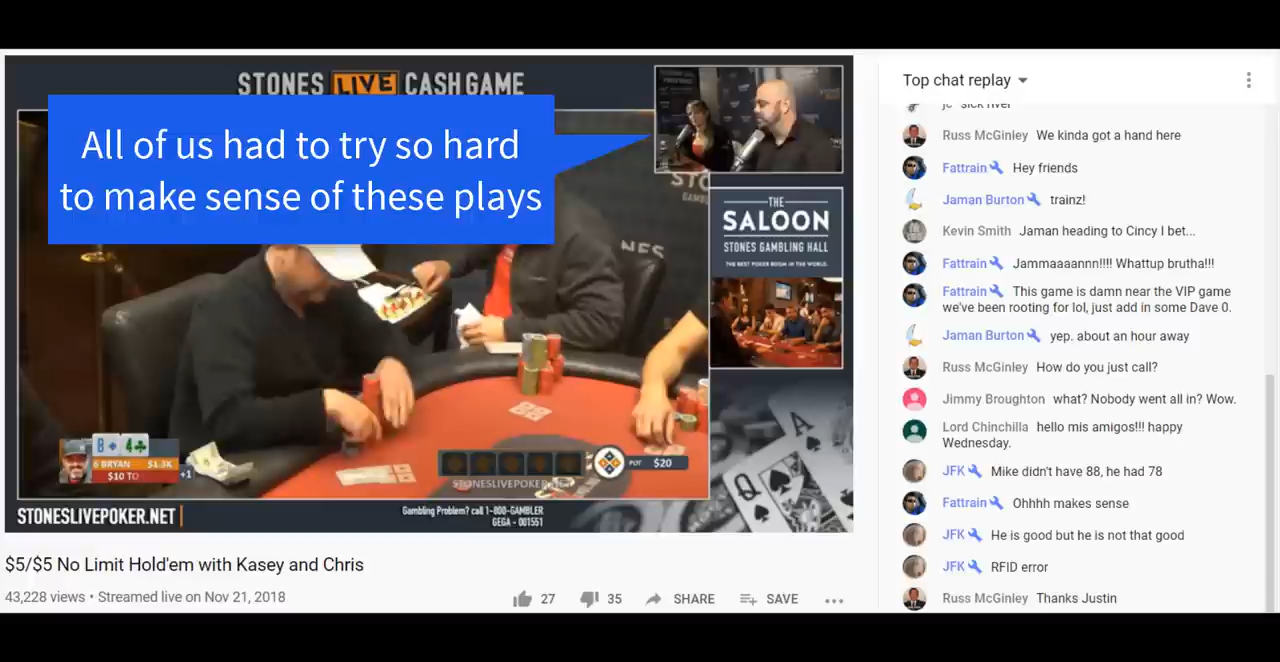 STONES LIVE CASH GAME
All of us had to try so hard
to make sense of these plays
THE
SALOON
STONES GAMBLING HALL
THE BEST POKER ROOM IN THE WORLD.
8 4
6 BRYAN $1.3K
$10 TO
+1
POT $20
STONESLIVEPOKER.NET
STONESLIVEPOKER.NET
Gambling Problem? call 1-800-GAMBLER
GEGA - 001551
A
Q
$5/$5 No Limit Hold'em with Kasey and Chris
43,228 views • Streamed live on Nov 21, 2018
27
35
SHARE
SAVE
Top chat replay
jc sick river
Russ McGinley We kinda got a hand here
Fattrain Hey friends
Jaman Burton trainz!
Kevin Smith Jaman heading to Cincy I bet...
Fattrain Jammaaaannn!!!! Whattup brutha!!!
Fattrain This game is damn near the VIP game
we've been rooting for lol, just add in some Dave 0.
Jaman Burton yep. about an hour away
Russ McGinley How do you just call?
Jimmy Broughton what? Nobody went all in? Wow.
Lord Chinchilla hello mis amigos!!! happy
Wednesday.
JFK Mike didn't have 88, he had 78
Fattrain Ohhhh makes sense
JFK He is good but he is not that good
JFK RFID error
Russ McGinley Thanks Justin